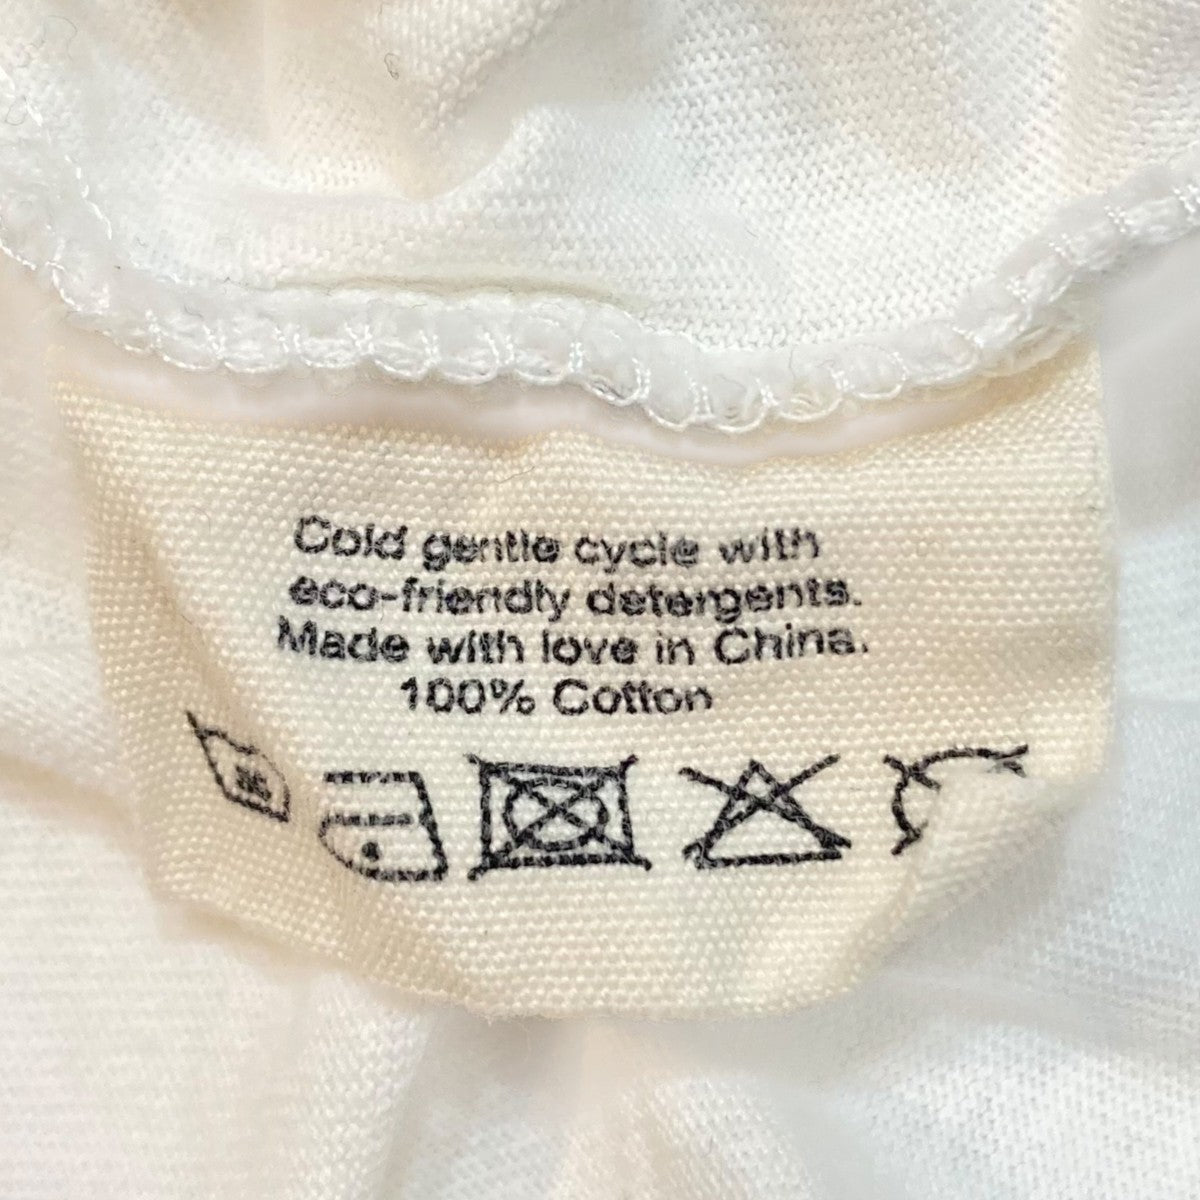 Cold gentle cycle with
eco-friendly detergents.
Made with love in China.
100% Cotton